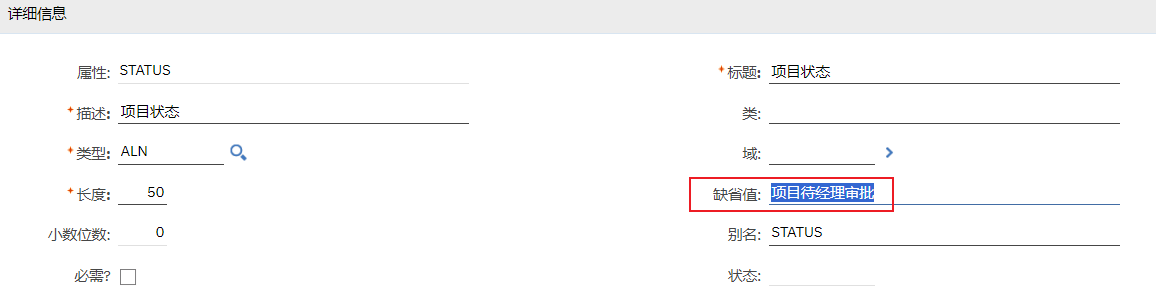 详细信息
属性: STATUS
标题: 项目状态
描述: 项目状态
类:
类型: ALN
域:
长度: 50
缺省值: 项目待经理审批
小数位数: 0
别名: STATUS
必需?
状态: